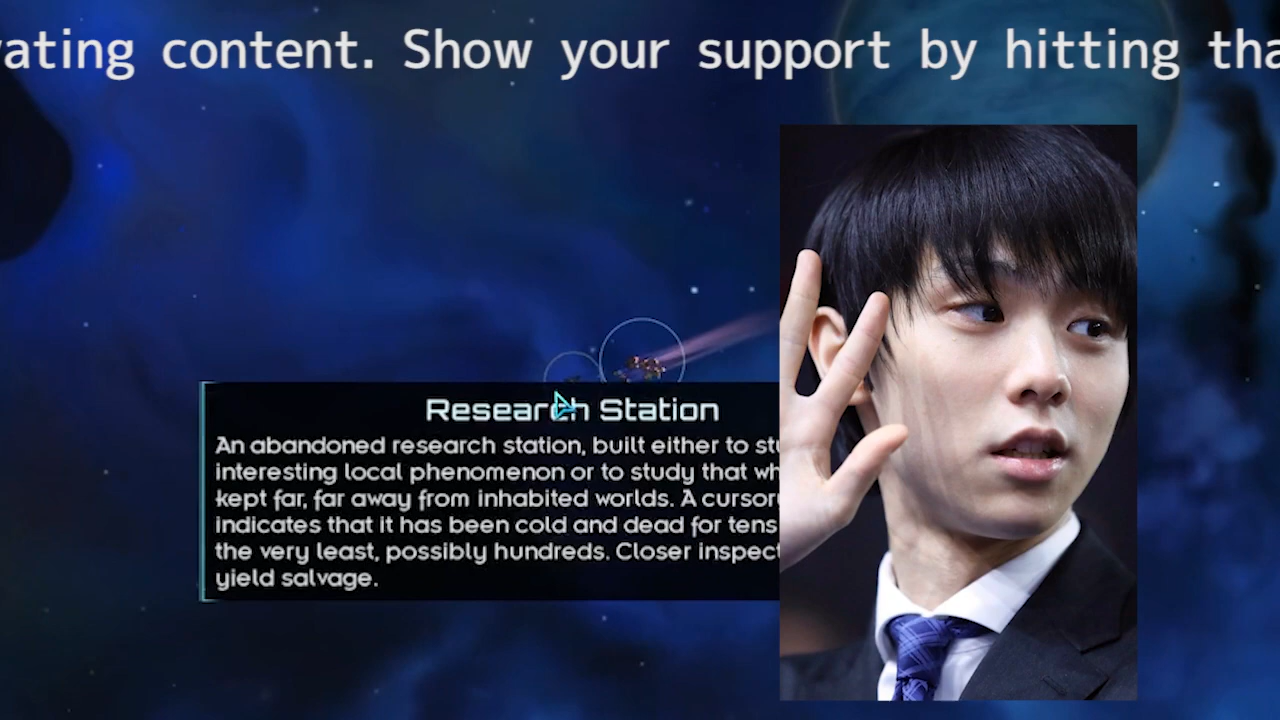 vating content. Show your support by hitting tha
Research Station
An abandoned research station, built either to stu
interesting local phenomenon or to study that wh
kept far, far away from inhabited worlds. A cursor
indicates that it has been cold and dead for tens
the very least, possibly hundreds. Closer inspect
yield salvage.